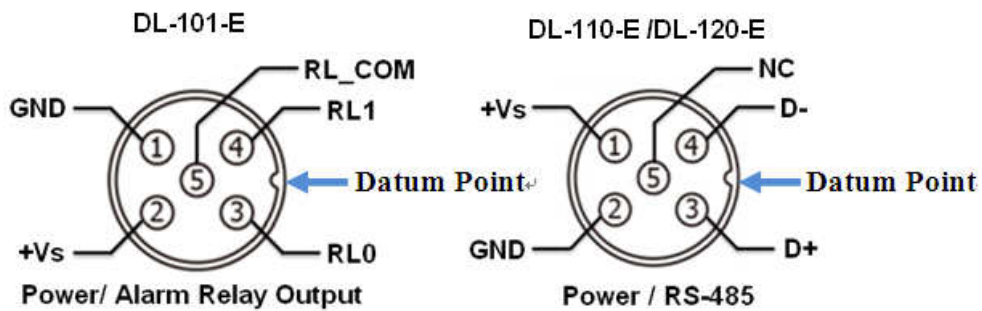 DL-101-E
RL_COM
GND
RL1
1
4
5
Datum Point
2
3
+Vs
RL0
Power/ Alarm Relay Output
DL-110-E /DL-120-E
NC
+Vs
D-
1
4
5
Datum Point
2
3
GND
D+
Power / RS-485